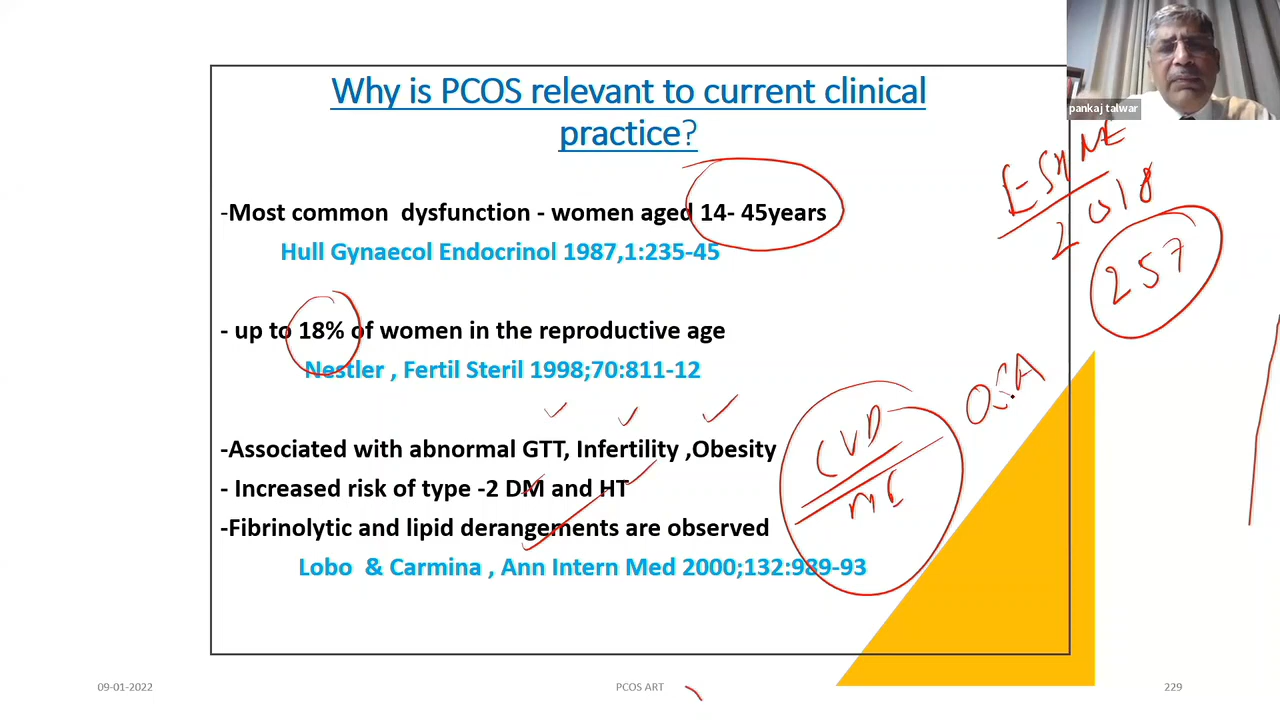 pankaj talwar
Why is PCOS relevant to current clinical
practice?
-Most common dysfunction - women aged 14- 45years
Hull Gynaecol Endocrinol 1987,1:235-45
- up to 18% of women in the reproductive age
Nestler , Fertil Steril 1998;70:811-12
-Associated with abnormal GTT, Infertility ,Obesity
- Increased risk of type -2 DM and HT
-Fibrinolytic and lipid derangements are observed
Lobo & Carmina , Ann Intern Med 2000;132:989-93
2018
257
CVD
OSA
09-01-2022
PCOS ART
229